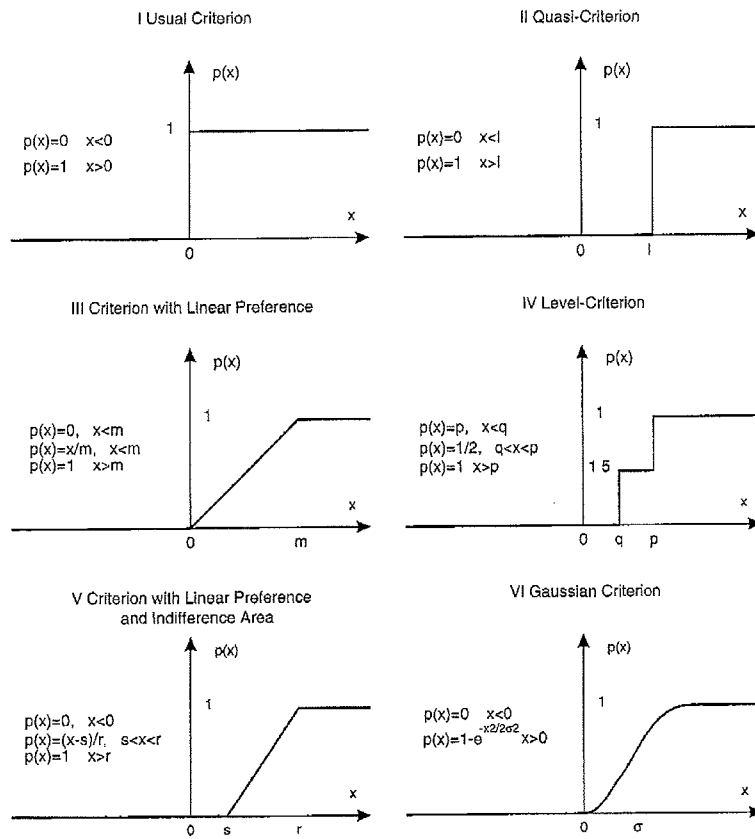 I Usual Criterion
p(x)
1
p(x)=0 x<0
p(x)=1 x>0
x
0
II Quasi-Criterion
p(x)
1
p(x)=0 x<l
p(x)=1 x>l
x
0 l
III Criterion with Linear Preference
p(x)
1
p(x)=0, x<m
p(x)=x/m, x<m
p(x)=1 x>m
x
0 m
IV Level-Criterion
p(x)
1
p(x)=p, x<q
p(x)=1/2, q<x<p
p(x)=1 x>p
1 5
x
0 q p
V Criterion with Linear Preference
and Indifference Area
p(x)
1
p(x)=0, x<0
p(x)=(x-s)/r, s<x<r
p(x)=1 x>r
x
0 s r
VI Gaussian Criterion
p(x)
1
p(x)=0 x<0
p(x)=1-e-x2/2σ2 x>0
x
0 σ